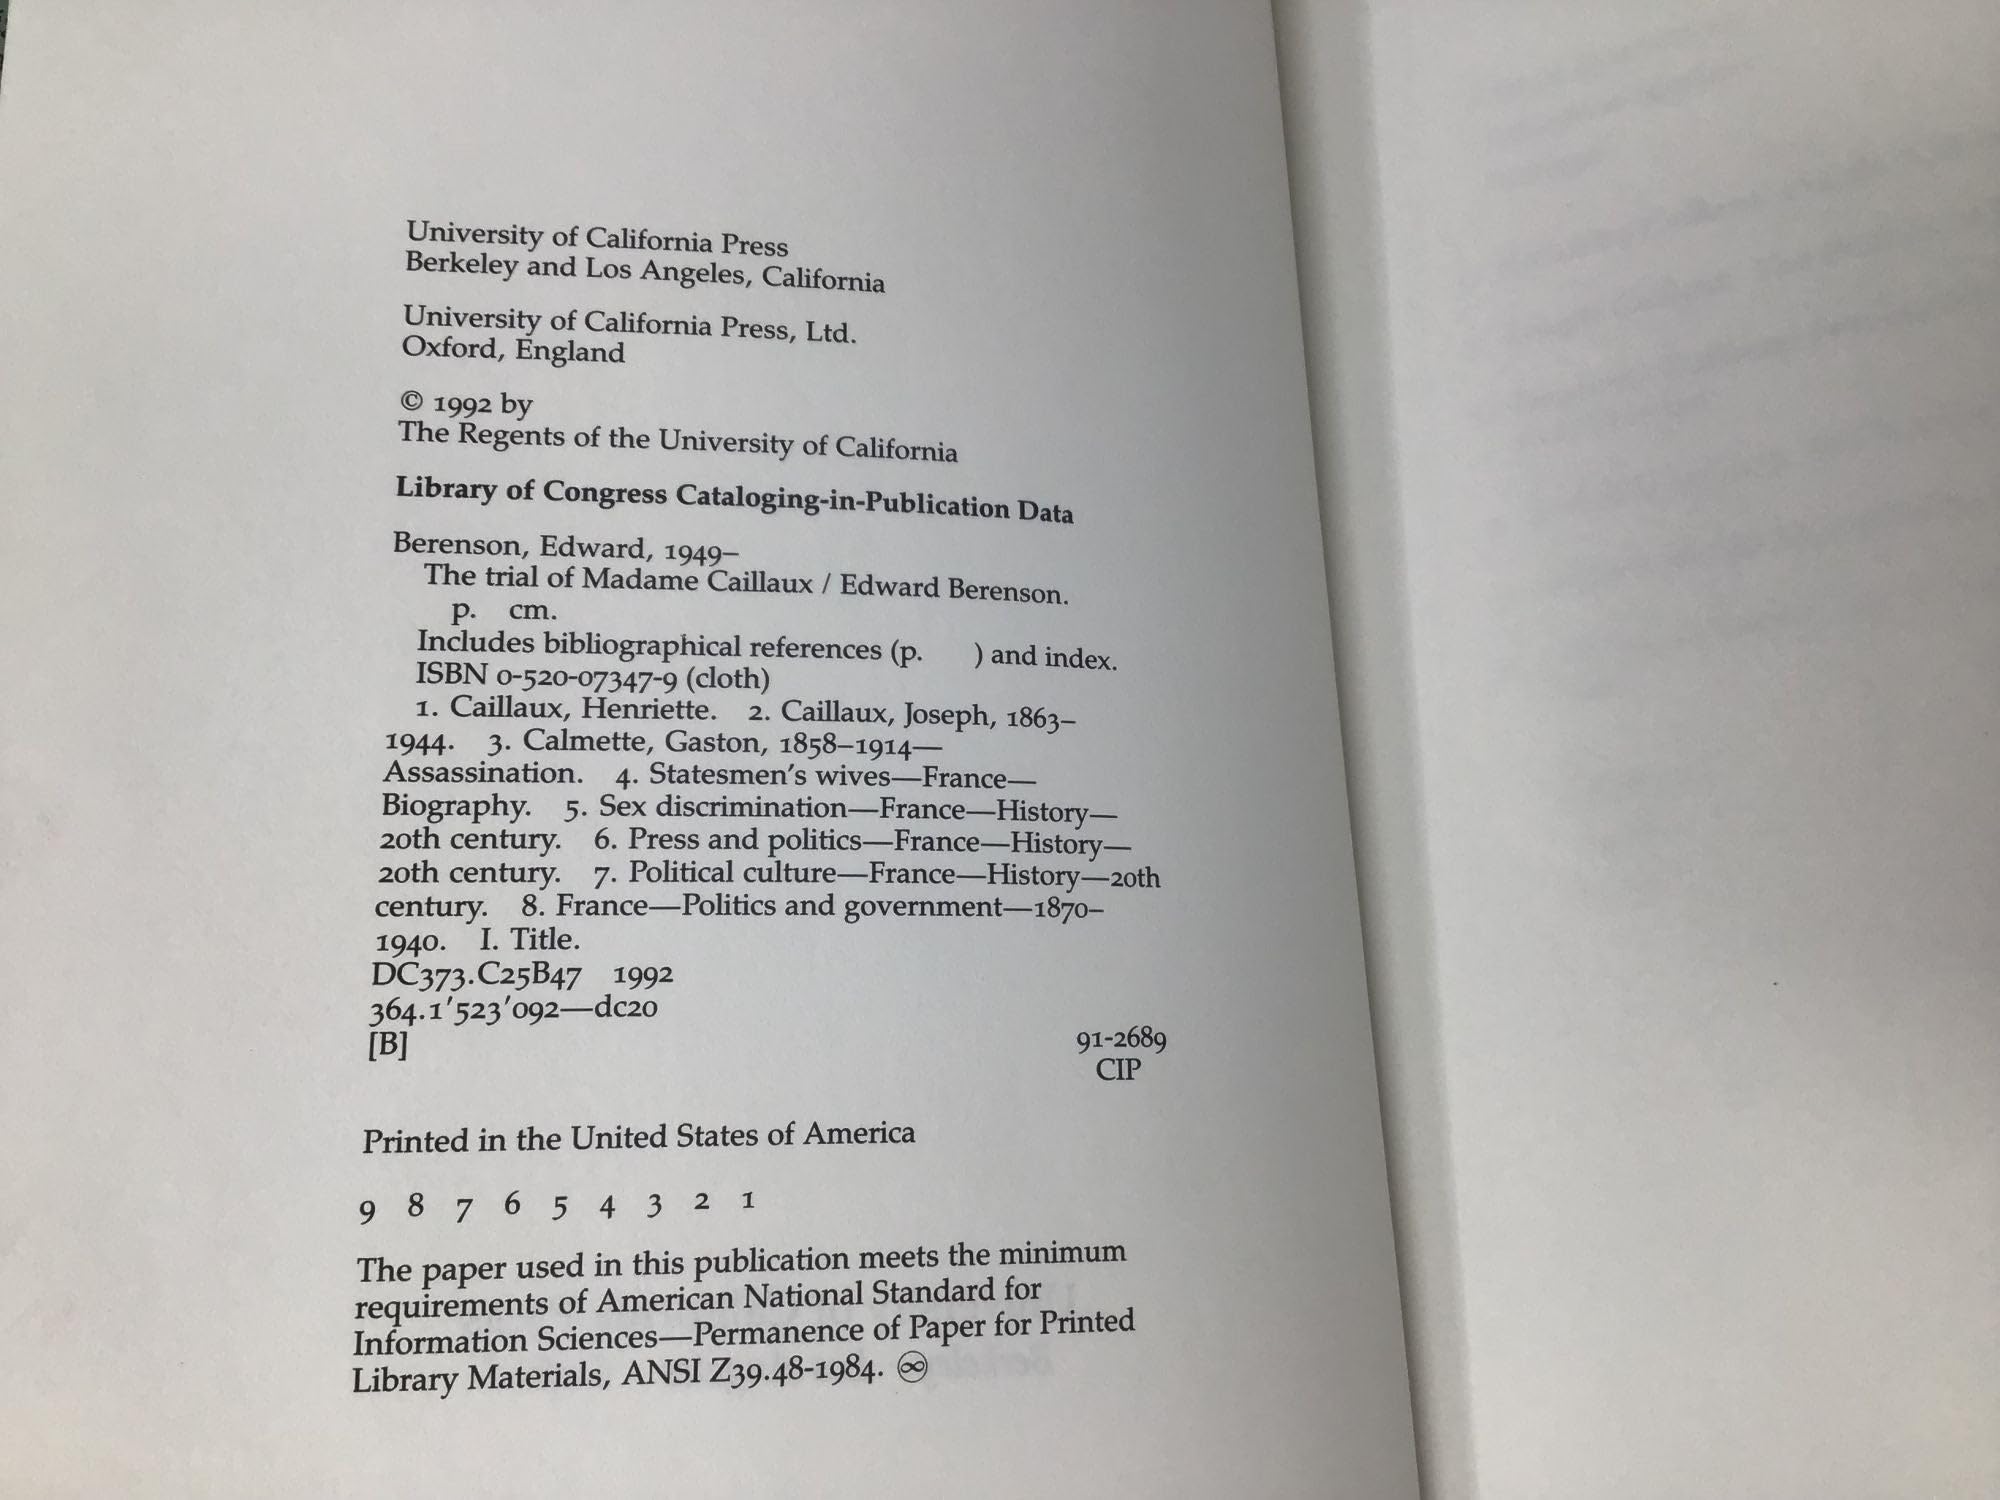 University of California Press
Berkeley and Los Angeles, California
University of California Press, Ltd.
Oxford, England
© 1992 by
The Regents of the University of California
Library of Congress Cataloging-in-Publication Data
Berenson, Edward, 1949–
The trial of Madame Caillaux / Edward Berenson.
p. cm.
Includes bibliographical references (p. ) and index.
ISBN 0-520-07347-9 (cloth)
1. Caillaux, Henriette. 2. Caillaux, Joseph, 1863–
1944. 3. Calmette, Gaston, 1858–1914—
Assassination. 4. Statesmen's wives—France—
Biography. 5. Sex discrimination—France—History—
20th century. 6. Press and politics—France—History—
20th century. 7. Political culture—France—History—20th
century. 8. France—Politics and government—1870–
1940. I. Title.
DC373.C25B47 1992
364.1'523'092—dc20
[B] 91-2689
CIP
Printed in the United States of America
9 8 7 6 5 4 3 2 1
The paper used in this publication meets the minimum
requirements of American National Standard for
Information Sciences—Permanence of Paper for Printed
Library Materials, ANSI Z39.48-1984. ♾